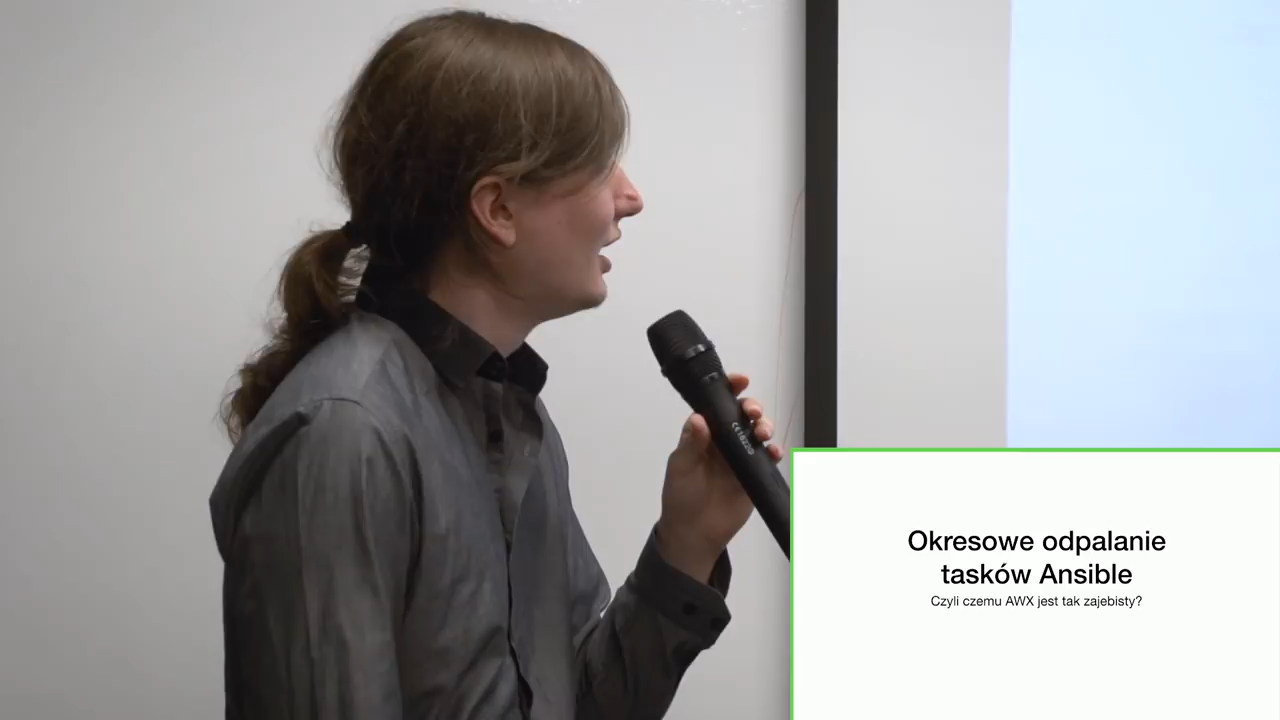 Okresowe odpalanie
tasków Ansible
Czyli czemu AWX jest tak zajebisty?